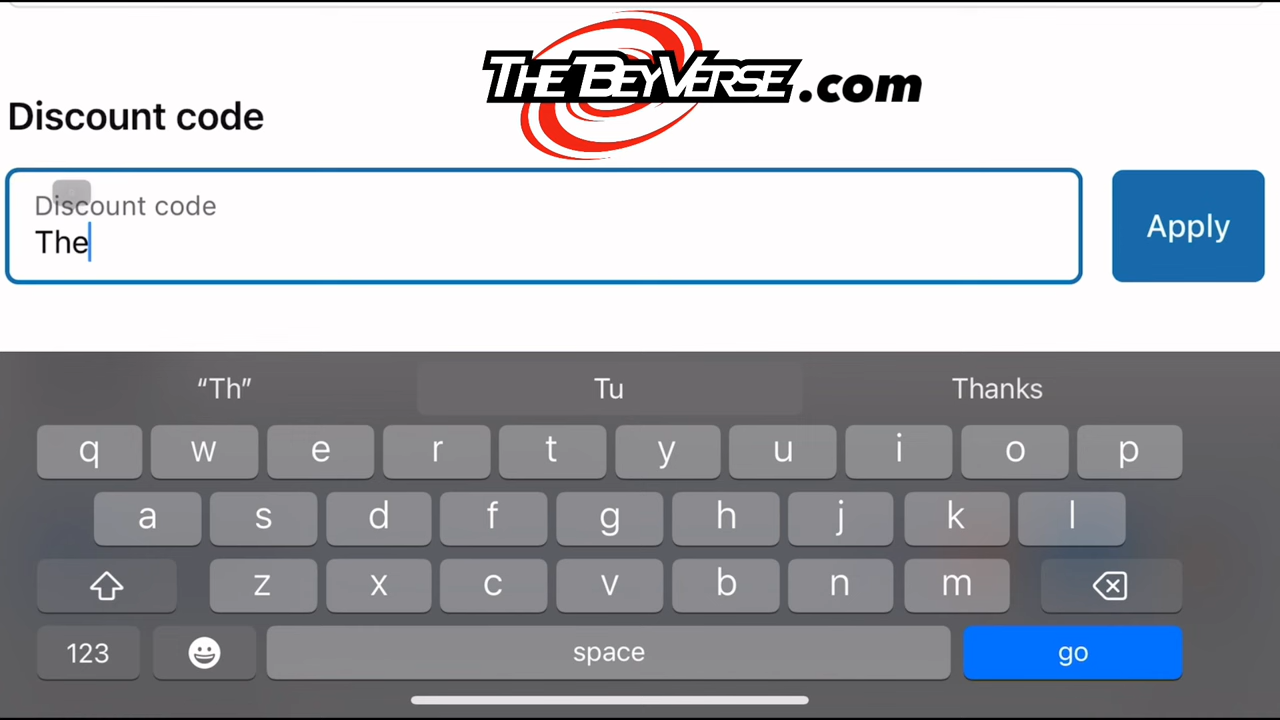 THE BEYVERSE.com
Discount code
Discount code
The
Apply
“Th” Tu Thanks
q w e r t y u i o p
a s d f g h j k l
z x c v b n m
123 space go